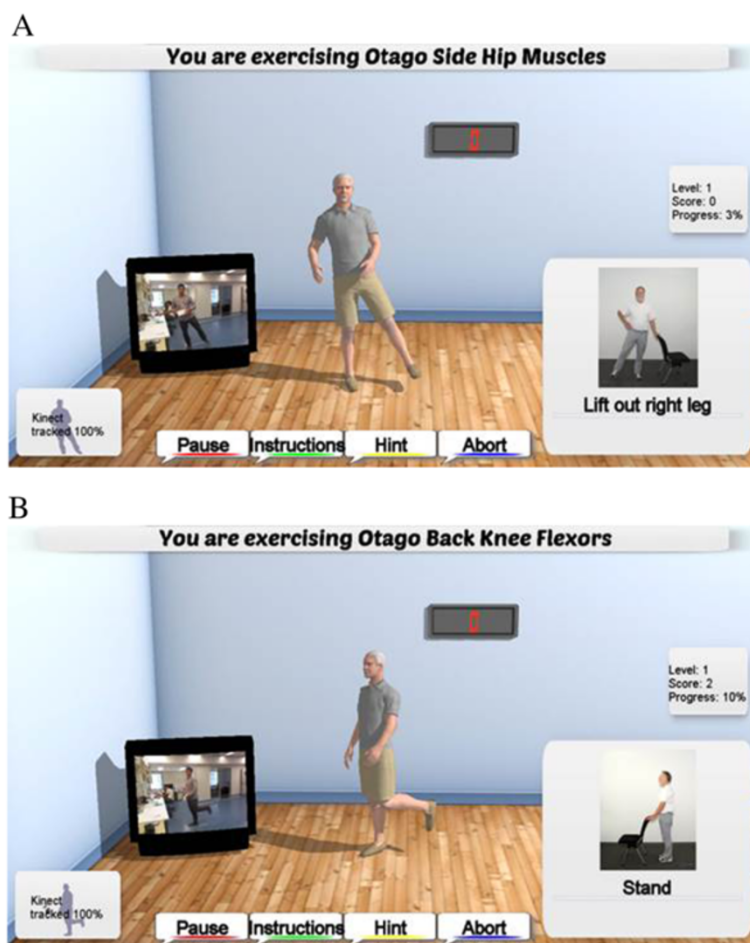 A
You are exercising Otago Side Hip Muscles
0
Level: 1
Score: 0
Progress: 3%
Lift out right leg
Kinect
tracked 100%
Pause Instructions Hint Abort
B
You are exercising Otago Back Knee Flexors
0
Level: 1
Score: 2
Progress: 10%
Stand
Kinect
tracked 100%
Pause Instructions Hint Abort